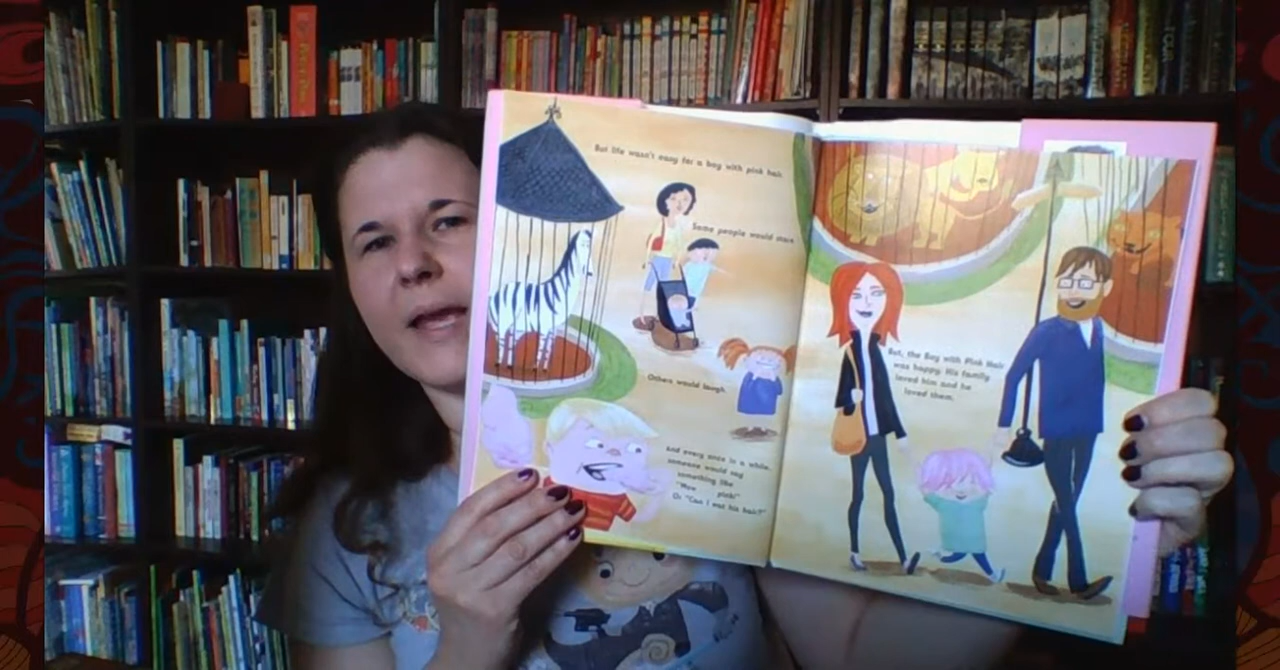 But life wasn't easy for a boy with pink hair.
Some people would stare.
Others would laugh.
And every once in a while,
someone would say
something like
"Wow pink!"
Or "Can I eat his hair?"
But, the Boy with Pink Hair
was happy. His family
loved him and he
loved them.